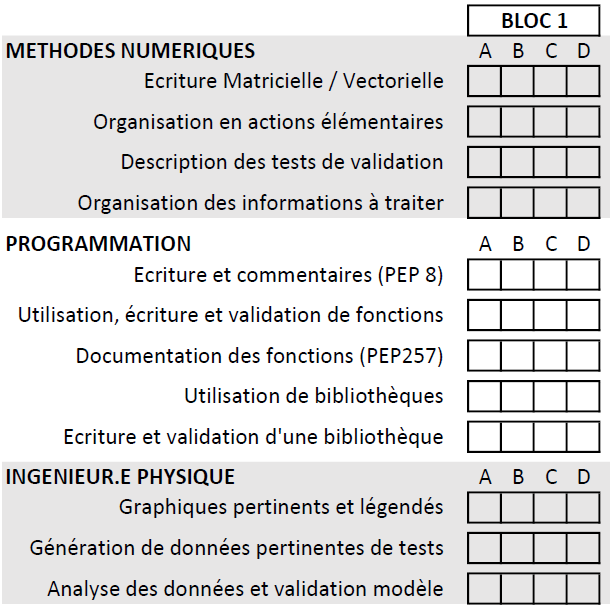 BLOC 1
METHODES NUMERIQUES A B C D
Ecriture Matricielle / Vectorielle
Organisation en actions élémentaires
Description des tests de validation
Organisation des informations à traiter
PROGRAMMATION A B C D
Ecriture et commentaires (PEP 8)
Utilisation, écriture et validation de fonctions
Documentation des fonctions (PEP257)
Utilisation de bibliothèques
Ecriture et validation d'une bibliothèque
INGENIEUR.E PHYSIQUE A B C D
Graphiques pertinents et légendés
Génération de données pertinentes de tests
Analyse des données et validation modèle